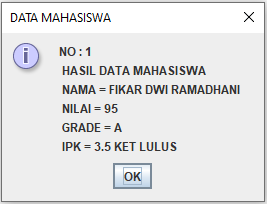 DATA MAHASISWA
NO : 1
HASIL DATA MAHASISWA
NAMA = FIKAR DWI RAMADHANI
NILAI = 95
GRADE = A
IPK = 3.5 KET LULUS
OK